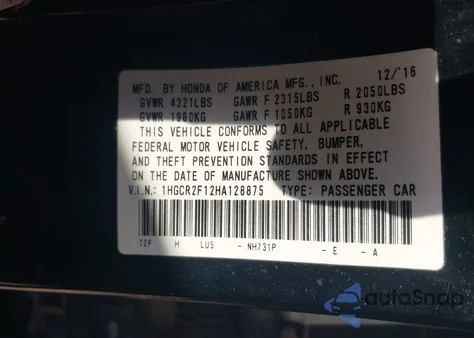 MFD. BY HONDA OF AMERICA MFG., INC. 12/'16
GVWR 4321LBS GAWR F 2315LBS R 2050LBS
GVWR 1960KG GAWR F 1050KG R 930KG
THIS VEHICLE CONFORMS TO ALL APPLICABLE
FEDERAL MOTOR VEHICLE SAFETY, BUMPER,
AND THEFT PREVENTION STANDARDS IN EFFECT
ON THE DATE OF MANUFACTURE SHOWN ABOVE.
V.I.N.: 1HGCR2F12HA128875 TYPE: PASSENGER CAR
T2F H LU5 - NH731P - E - A
autoSnap